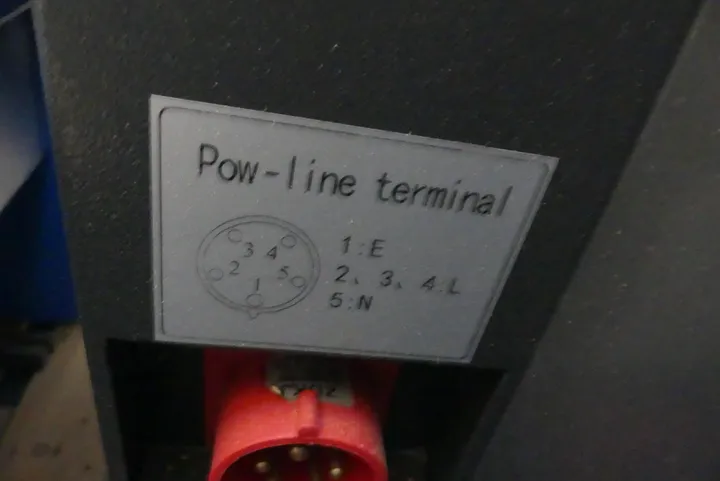 Pow-line terminal
3 4
2 5
1
1:E
2、3、4:L
5:N